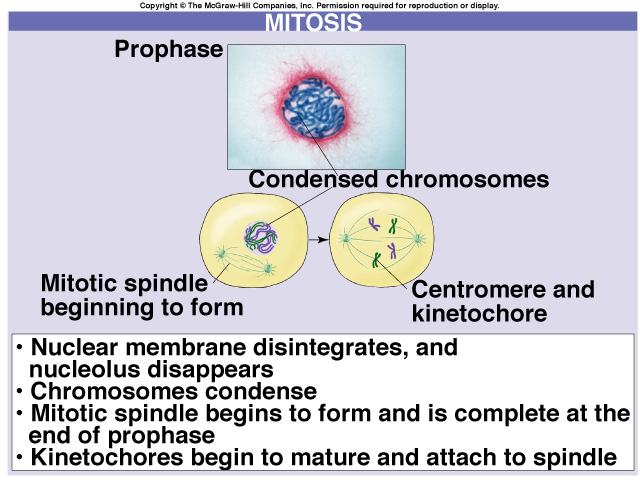 Copyright © The McGraw-Hill Companies, Inc. Permission required for reproduction or display.
MITOSIS
Prophase
Condensed chromosomes
Mitotic spindle
beginning to form
Centromere and
kinetochore
• Nuclear membrane disintegrates, and
nucleolus disappears
• Chromosomes condense
• Mitotic spindle begins to form and is complete at the
end of prophase
• Kinetochores begin to mature and attach to spindle